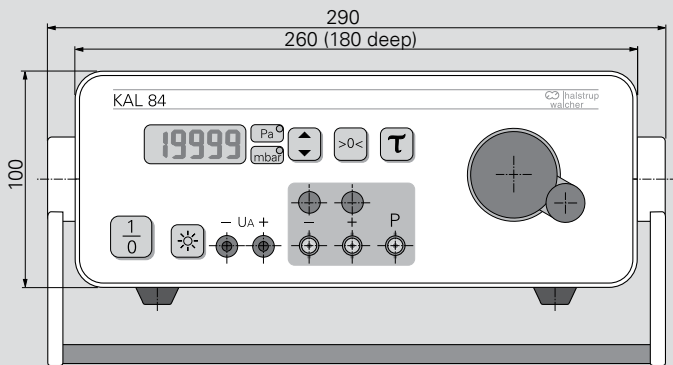 290
260 (180 deep)
100
KAL 84
halstrup
walcher
19999
Pa
mbar
>0<
τ
1
0
− UA +
− + P